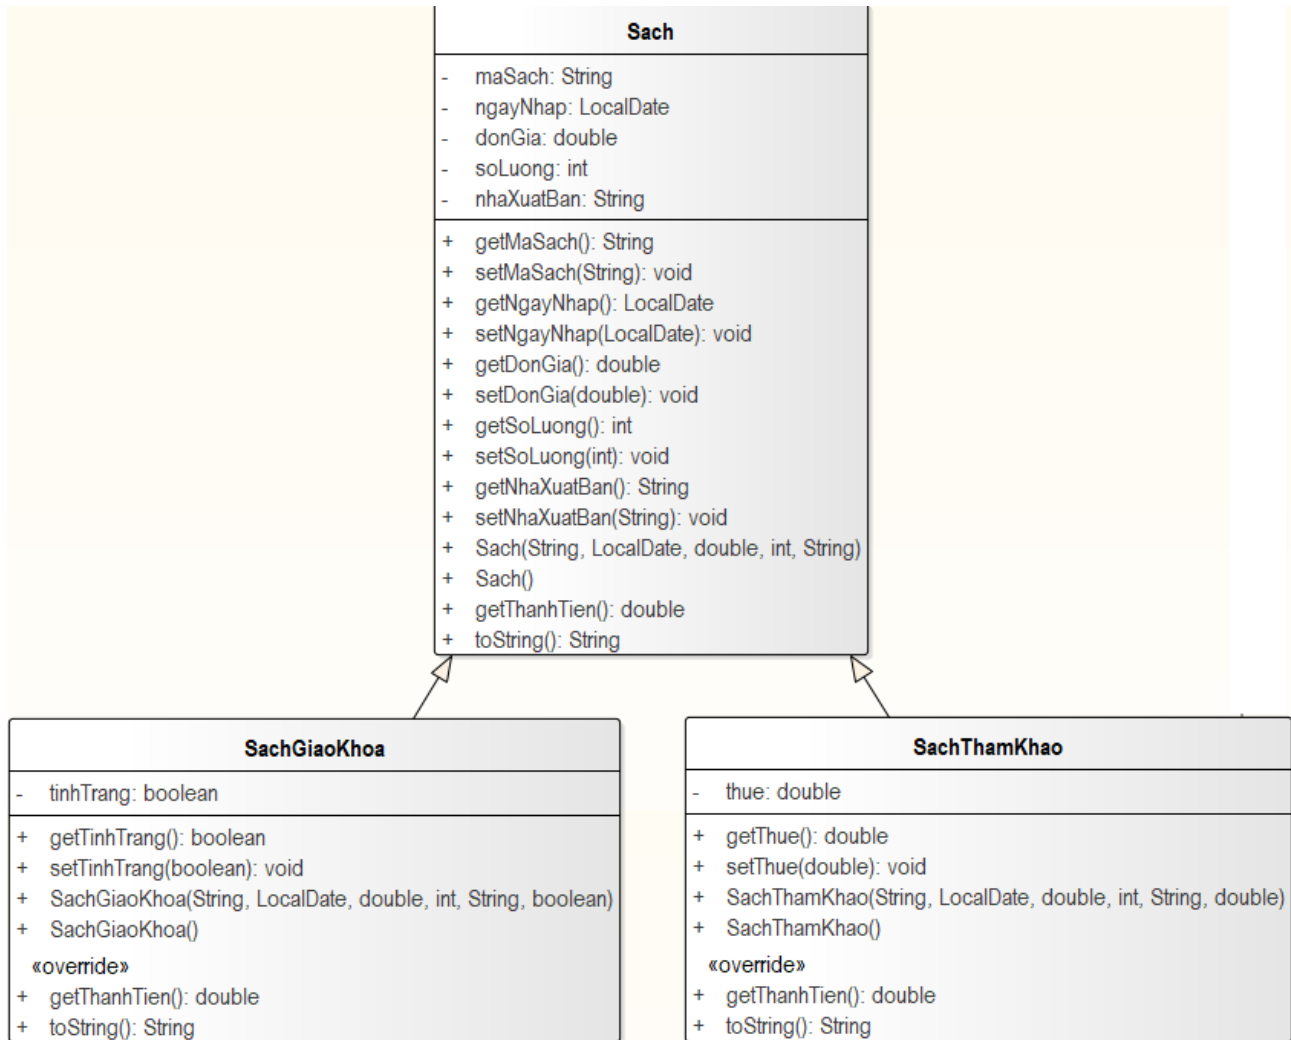 Sach
- maSach: String
- ngayNhap: LocalDate
- donGia: double
- soLuong: int
- nhaXuatBan: String
+ getMaSach(): String
+ setMaSach(String): void
+ getNgayNhap(): LocalDate
+ setNgayNhap(LocalDate): void
+ getDonGia(): double
+ setDonGia(double): void
+ getSoLuong(): int
+ setSoLuong(int): void
+ getNhaXuatBan(): String
+ setNhaXuatBan(String): void
+ Sach(String, LocalDate, double, int, String)
+ Sach()
+ getThanhTien(): double
+ toString(): String
SachGiaoKhoa
- tinhTrang: boolean
+ getTinhTrang(): boolean
+ setTinhTrang(boolean): void
+ SachGiaoKhoa(String, LocalDate, double, int, String, boolean)
+ SachGiaoKhoa()
«override»
+ getThanhTien(): double
+ toString(): String
SachThamKhao
- thue: double
+ getThue(): double
+ setThue(double): void
+ SachThamKhao(String, LocalDate, double, int, String, double)
+ SachThamKhao()
«override»
+ getThanhTien(): double
+ toString(): String